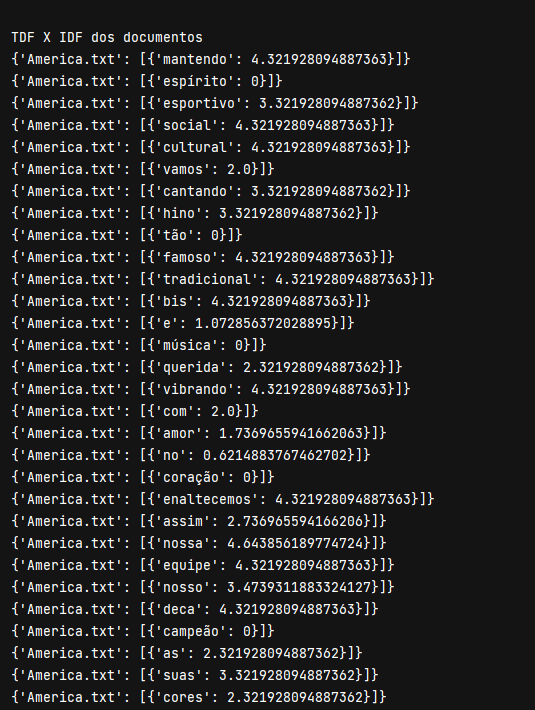 TDF X IDF dos documentos
{'America.txt': [{'mantendo': 4.321928094887363}]}
{'America.txt': [{'espírito': 0}]}
{'America.txt': [{'esportivo': 3.321928094887362}]}
{'America.txt': [{'social': 4.321928094887363}]}
{'America.txt': [{'cultural': 4.321928094887363}]}
{'America.txt': [{'vamos': 2.0}]}
{'America.txt': [{'cantando': 3.321928094887362}]}
{'America.txt': [{'hino': 3.321928094887362}]}
{'America.txt': [{'tão': 0}]}
{'America.txt': [{'famoso': 4.321928094887363}]}
{'America.txt': [{'tradicional': 4.321928094887363}]}
{'America.txt': [{'bis': 4.321928094887363}]}
{'America.txt': [{'e': 1.072856372028895}]}
{'America.txt': [{'música': 0}]}
{'America.txt': [{'querida': 2.321928094887362}]}
{'America.txt': [{'vibrando': 4.321928094887363}]}
{'America.txt': [{'com': 2.0}]}
{'America.txt': [{'amor': 1.7369655941662063}]}
{'America.txt': [{'no': 0.6214883767462702}]}
{'America.txt': [{'coração': 0}]}
{'America.txt': [{'enaltecemos': 4.321928094887363}]}
{'America.txt': [{'assim': 2.736965594166206}]}
{'America.txt': [{'nossa': 4.643856189774724}]}
{'America.txt': [{'equipe': 4.321928094887363}]}
{'America.txt': [{'nosso': 3.4739311883324127}]}
{'America.txt': [{'deca': 4.321928094887363}]}
{'America.txt': [{'campeão': 0}]}
{'America.txt': [{'as': 2.321928094887362}]}
{'America.txt': [{'suas': 3.321928094887362}]}
{'America.txt': [{'cores': 2.321928094887362}]}